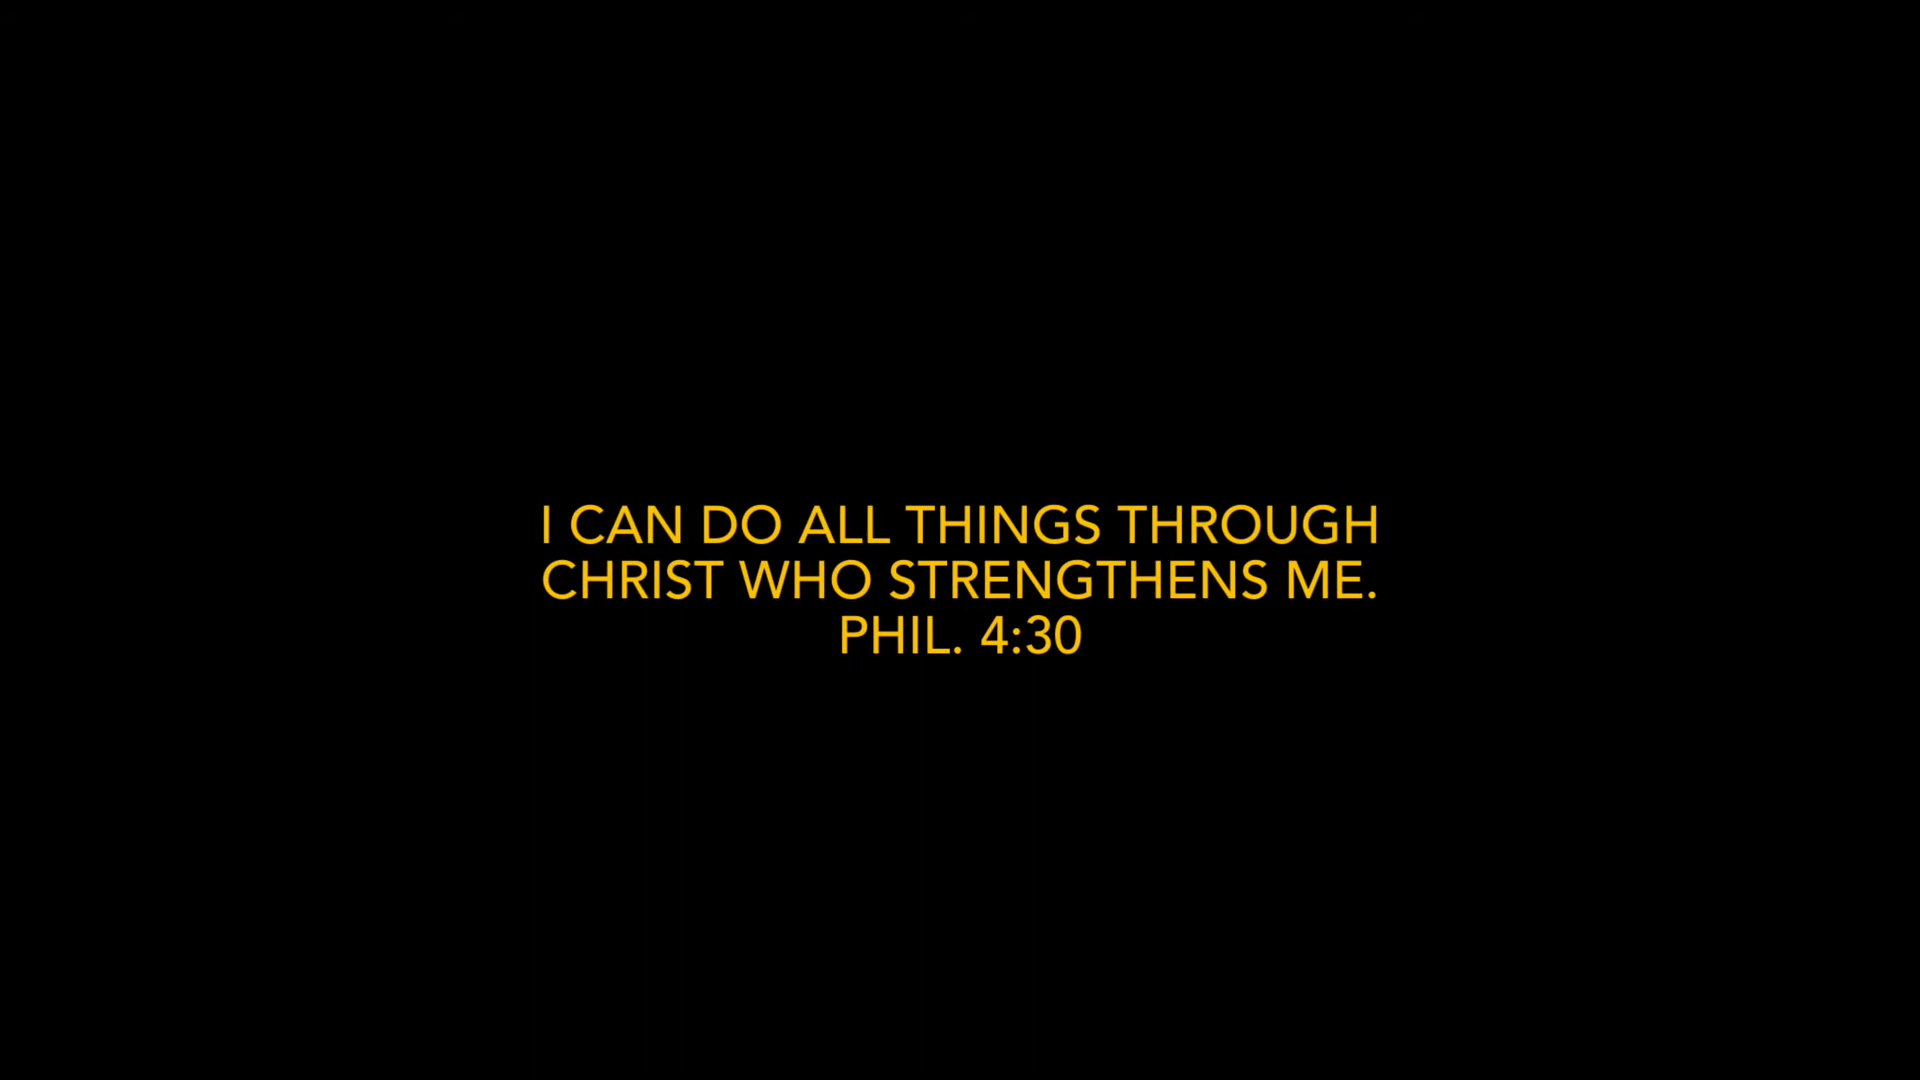 I CAN DO ALL THINGS THROUGH
CHRIST WHO STRENGTHENS ME.
PHIL. 4:30